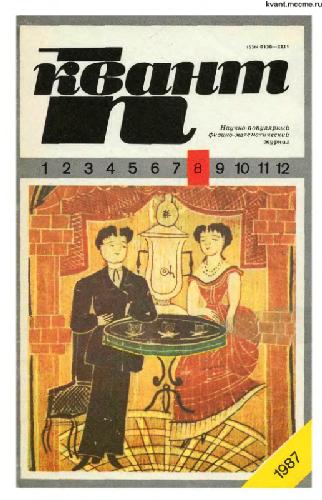 kvant.mccme.ru
квант
Научно-популярный
физико-математический
журнал
1 2 3 4 5 6 7 8 9 10 11 12
1987